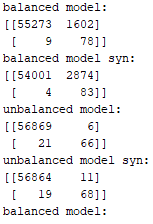 balanced model:
[[55273 1602]
[ 9 78]]
balanced model syn:
[[54001 2874]
[ 4 83]]
unbalanced model:
[[56869 6]
[ 21 66]]
unbalanced model syn:
[[56864 11]
[ 19 68]]
balanced model: